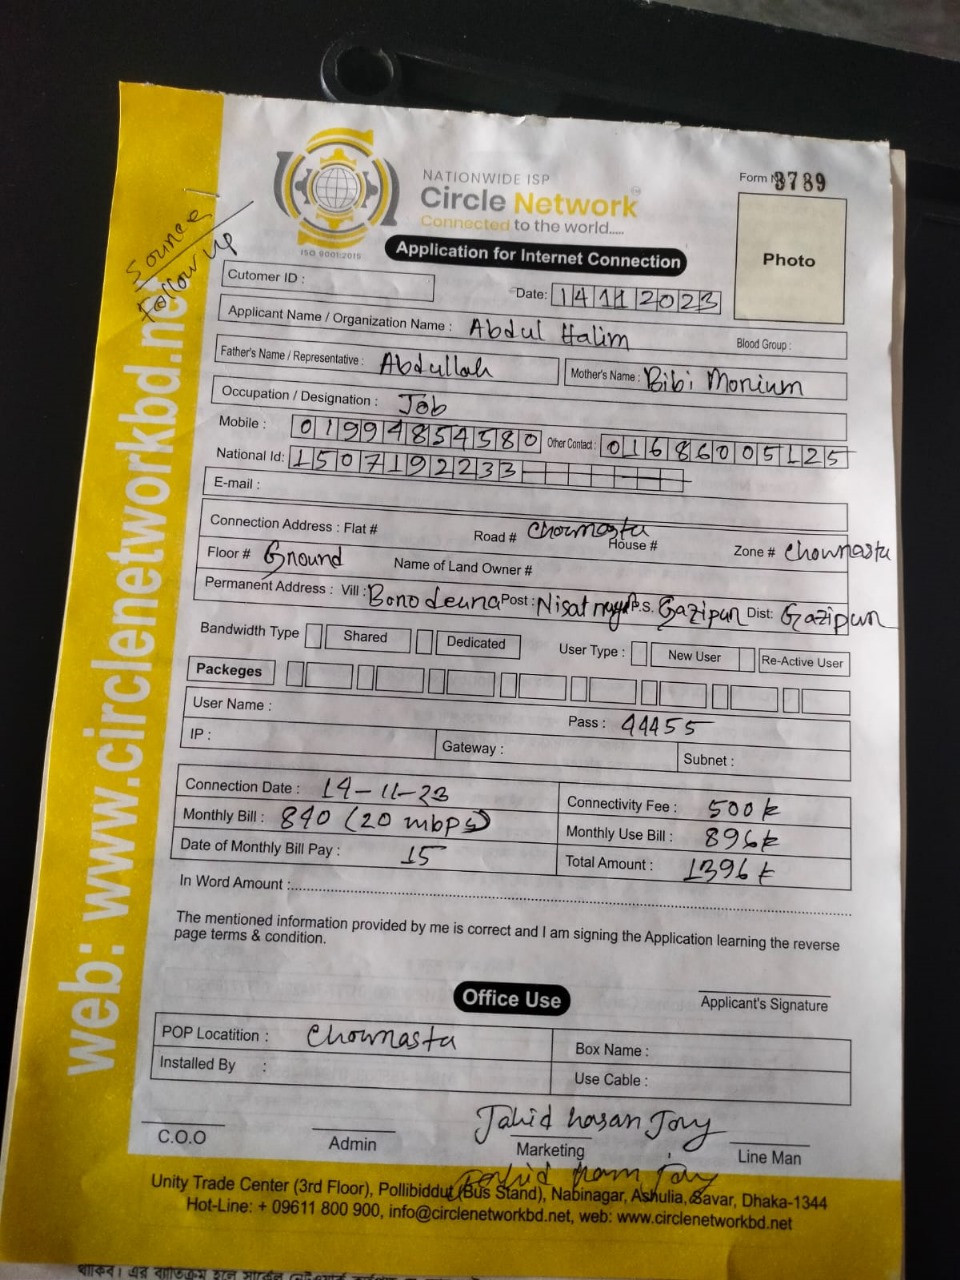 NATIONWIDE ISP
Circle Network
Connected to the world.....
ISO 9001:2015
Form N 3789
Photo
Source
Follow up
Application for Internet Connection
Cutomer ID :
Date: 14 11 2023
Applicant Name / Organization Name : Abdul Halim
Blood Group :
Father's Name / Representative : Abdullah
Mother's Name : Bibi Monium
Occupation / Designation : Job
Mobile : 01994854580 Other Contact : 01686005125
National Id: 1507192233
E-mail :
Connection Address : Flat # Road # Chownasta House # Zone # Chownasta
Floor # Ground Name of Land Owner #
Permanent Address : Vill : Post : P.S. Gazipur Dist: Gazipur
Bandwidth Type Shared Dedicated User Type : New User Re-Active User
Packeges
User Name : Pass : 44455
IP : Gateway : Subnet :
Connection Date : 14-11-23 Connectivity Fee : 500 ৳
Monthly Bill : 840 (20 mbps) Monthly Use Bill : 896 ৳
Date of Monthly Bill Pay : 15 Total Amount : 1396 ৳
In Word Amount :
The mentioned information provided by me is correct and I am signing the Application learning the reverse
page terms & condition.
Applicant's Signature
Office Use
POP Locatition : Chownasta Box Name :
Installed By : Use Cable :
Jahid hasan Joy
C.O.O Admin Marketing Line Man
Unity Trade Center (3rd Floor), Pollibiddut (Bus Stand), Nabinagar, Ashulia, Savar, Dhaka-1344
Hot-Line: + 09611 800 900, info@circlenetworkbd.net, web: www.circlenetworkbd.net
web: www.circlenetworkbd.net